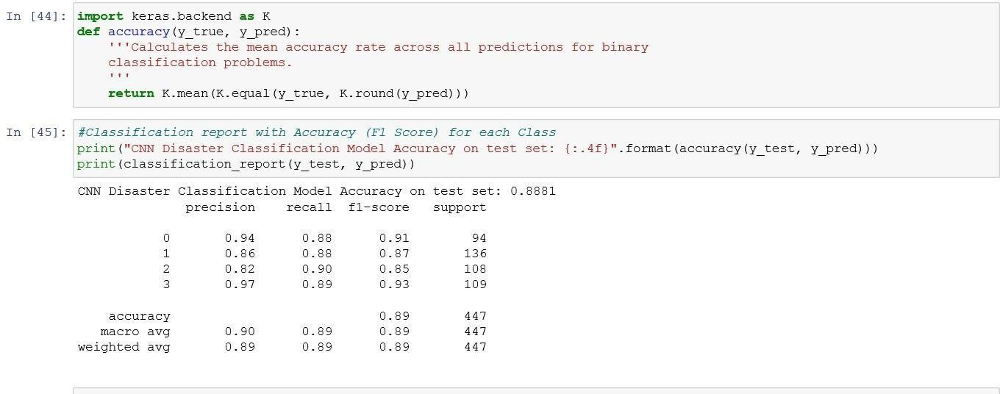 In [44]: import keras.backend as K
def accuracy(y_true, y_pred):
'''Calculates the mean accuracy rate across all predictions for binary
classification problems.
'''
return K.mean(K.equal(y_true, K.round(y_pred)))
In [45]: #Classification report with Accuracy (F1 Score) for each Class
print("CNN Disaster Classification Model Accuracy on test set: {:.4f}".format(accuracy(y_test, y_pred)))
print(classification_report(y_test, y_pred))
CNN Disaster Classification Model Accuracy on test set: 0.8881
precision recall f1-score support
0 0.94 0.88 0.91 94
1 0.86 0.88 0.87 136
2 0.82 0.90 0.85 108
3 0.97 0.89 0.93 109
accuracy 0.89 447
macro avg 0.90 0.89 0.89 447
weighted avg 0.89 0.89 0.89 447